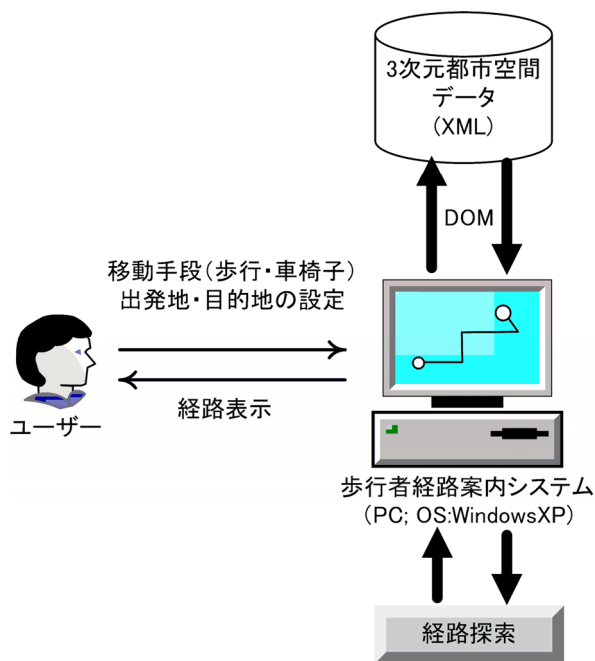 3次元都市空間
データ
(XML)
DOM
移動手段(歩行・車椅子)
出発地・目的地の設定
経路表示
ユーザー
歩行者経路案内システム
(PC; OS:WindowsXP)
経路探索